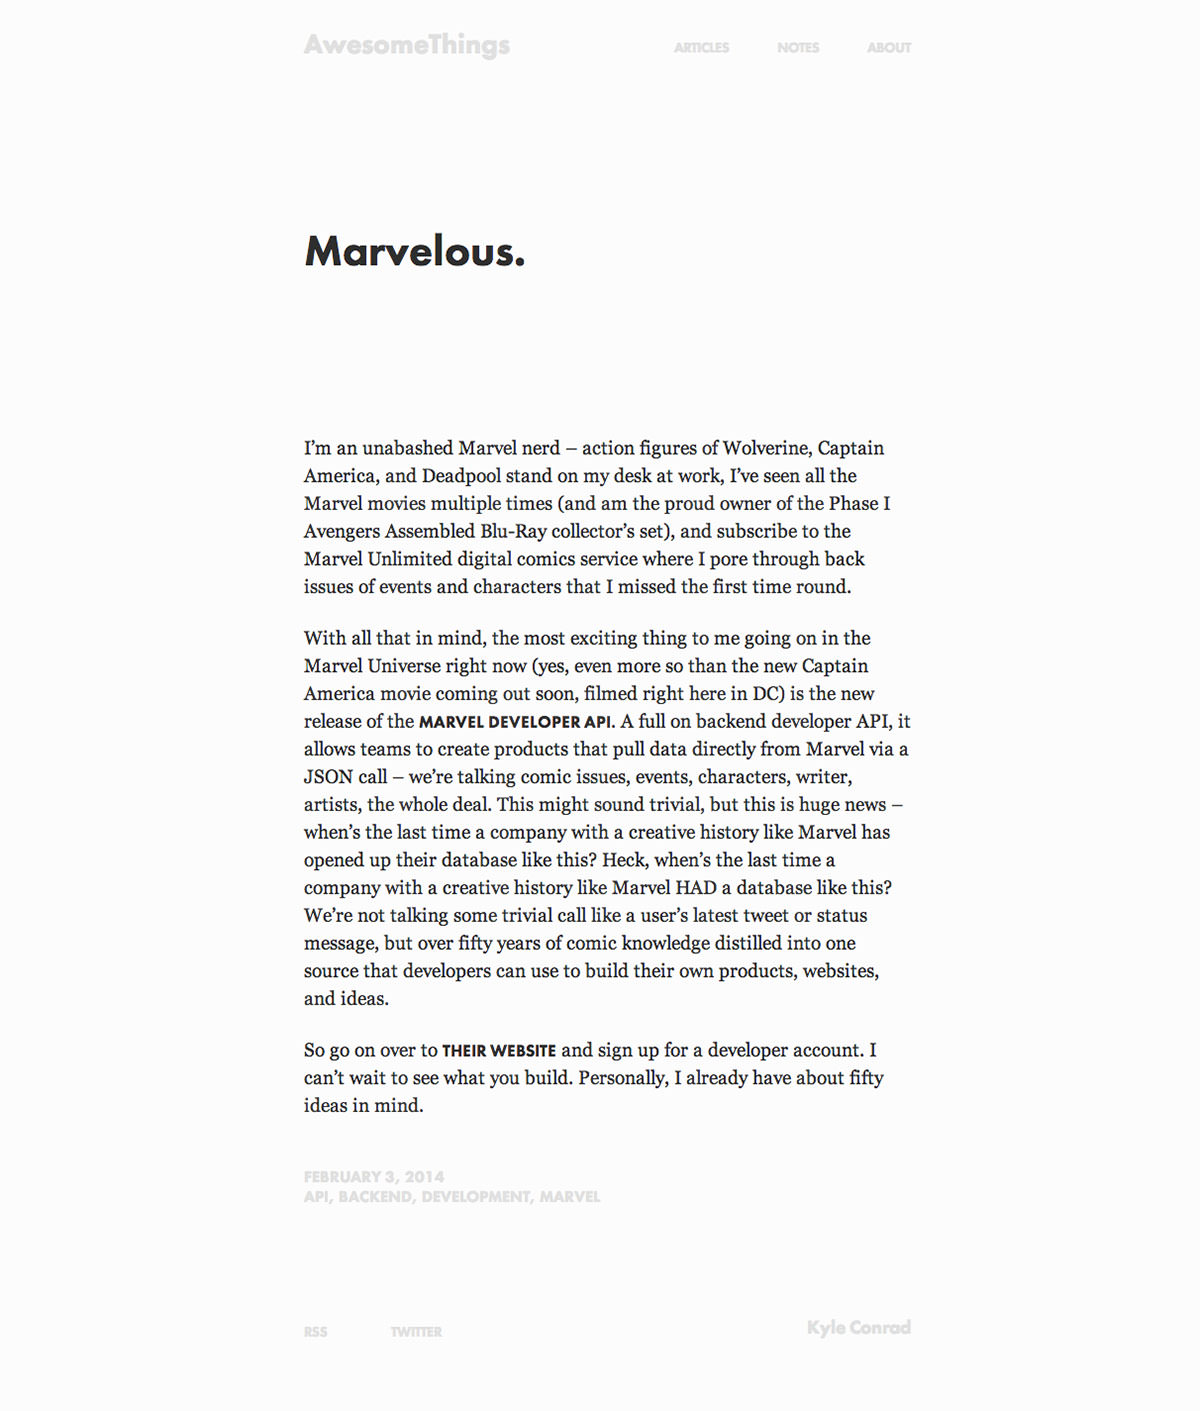 AwesomeThings
ARTICLES NOTES ABOUT
Marvelous.
I’m an unabashed Marvel nerd – action figures of Wolverine, Captain
America, and Deadpool stand on my desk at work, I’ve seen all the
Marvel movies multiple times (and am the proud owner of the Phase I
Avengers Assembled Blu-Ray collector’s set), and subscribe to the
Marvel Unlimited digital comics service where I pore through back
issues of events and characters that I missed the first time round.
With all that in mind, the most exciting thing to me going on in the
Marvel Universe right now (yes, even more so than the new Captain
America movie coming out soon, filmed right here in DC) is the new
release of the MARVEL DEVELOPER API. A full on backend developer API, it
allows teams to create products that pull data directly from Marvel via a
JSON call – we’re talking comic issues, events, characters, writer,
artists, the whole deal. This might sound trivial, but this is huge news –
when’s the last time a company with a creative history like Marvel has
opened up their database like this? Heck, when’s the last time a
company with a creative history like Marvel HAD a database like this?
We’re not talking some trivial call like a user’s latest tweet or status
message, but over fifty years of comic knowledge distilled into one
source that developers can use to build their own products, websites,
and ideas.
So go on over to THEIR WEBSITE and sign up for a developer account. I
can’t wait to see what you build. Personally, I already have about fifty
ideas in mind.
FEBRUARY 3, 2014
API, BACKEND, DEVELOPMENT, MARVEL
RSS TWITTER Kyle Conrad